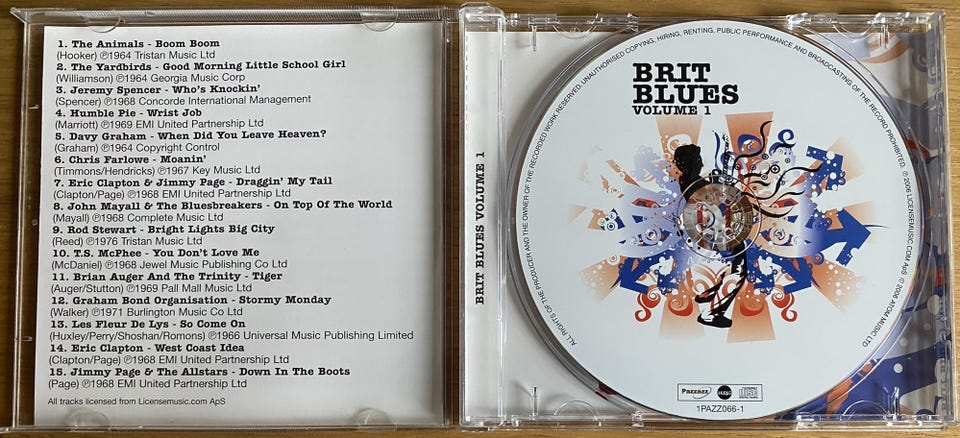 1. The Animals - Boom Boom
(Hooker) ℗1964 Tristan Music Ltd
2. The Yardbirds - Good Morning Little School Girl
(Williamson) ℗1964 Georgia Music Corp
3. Jeremy Spencer - Who's Knockin'
(Spencer) ℗1968 Concorde International Management
4. Humble Pie - Wrist Job
(Marriott) ℗1969 EMI United Partnership Ltd
5. Davy Graham - When Did You Leave Heaven?
(Graham) ℗1964 Copyright Control
6. Chris Farlowe - Moanin'
(Timmons/Hendricks) ℗1967 Key Music Ltd
7. Eric Clapton & Jimmy Page - Draggin' My Tail
(Clapton/Page) ℗1968 EMI United Partnership Ltd
8. John Mayall & The Bluesbreakers - On Top Of The World
(Mayall) ℗1968 Complete Music Ltd
9. Rod Stewart - Bright Lights Big City
(Reed) ℗1976 Tristan Music Ltd
10. T.S. McPhee - You Don't Love Me
(McDaniel) ℗1968 Jewel Music Publishing Co Ltd
11. Brian Auger And The Trinity - Tiger
(Auger/Stutton) ℗1969 Pall Mall Music Ltd
12. Graham Bond Organisation - Stormy Monday
(Walker) ℗1971 Burlington Music Co Ltd
13. Les Fleur De Lys - So Come On
(Huxley/Perry/Shoshan/Romons) ℗1966 Universal Music Publishing Limited
14. Eric Clapton - West Coast Idea
(Clapton/Page) ℗1968 EMI United Partnership Ltd
15. Jimmy Page & The Allstars - Down In The Boots
(Page) ℗1968 EMI United Partnership Ltd
All tracks licensed from Licensemusic.com ApS
BRIT BLUES VOLUME 1
BRIT
BLUES
VOLUME 1
ALL RIGHTS OF THE PRODUCER AND THE OWNER OF THE RECORDED WORK RESERVED. UNAUTHORISED COPYING, HIRING, RENTING, PUBLIC PERFORMANCE AND BROADCASTING OF THE RECORD PROHIBITED. ℗ 2006 LICENSEMUSIC.COM ApS © 2006 ATOM MUSIC LTD
Pazzazz
1PAZZ066-1